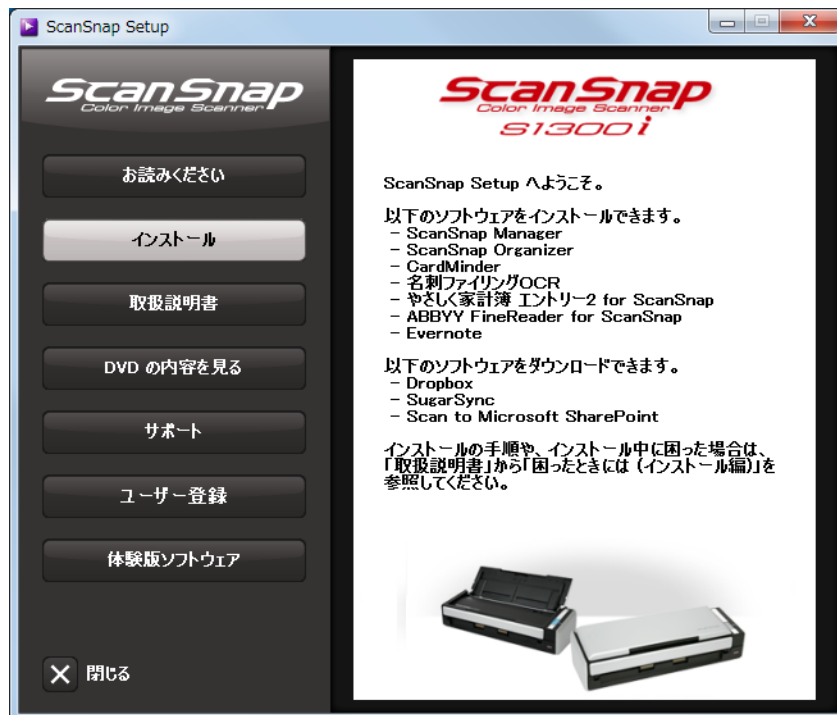 ScanSnap Setup
ScanSnap
Color Image Scanner
お読みください
インストール
取扱説明書
DVD の内容を見る
サポート
ユーザー登録
体験版ソフトウェア
閉じる
ScanSnap
Color Image Scanner
S1300i
ScanSnap Setup へようこそ。
以下のソフトウェアをインストールできます。
- ScanSnap Manager
- ScanSnap Organizer
- CardMinder
- 名刺ファイリングOCR
- やさしく家計簿 エントリー2 for ScanSnap
- ABBYY FineReader for ScanSnap
- Evernote
以下のソフトウェアをダウンロードできます。
- Dropbox
- SugarSync
- Scan to Microsoft SharePoint
インストールの手順や、インストール中に困った場合は、
「取扱説明書」から「困ったときには (インストール編)」を
参照してください。